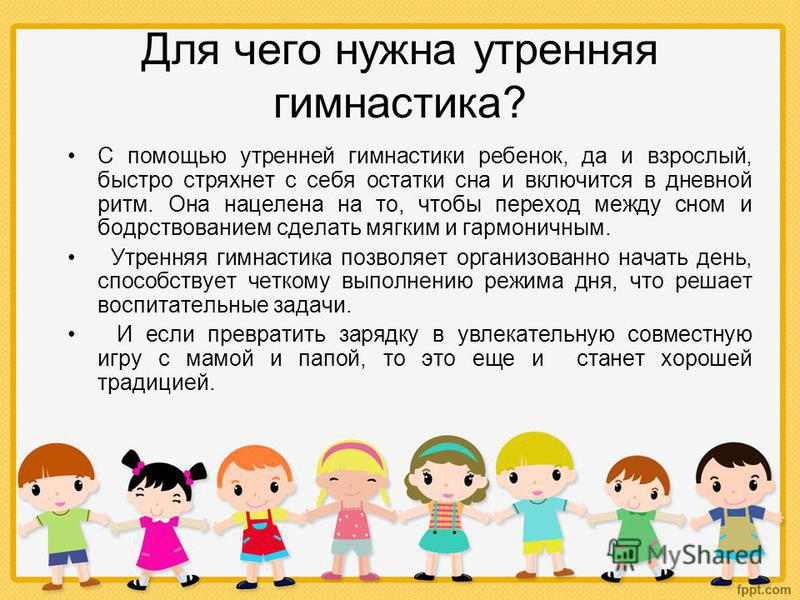 Для чего нужна утренняя
гимнастика?
• С помощью утренней гимнастики ребенок, да и взрослый,
быстро стряхнет с себя остатки сна и включится в дневной
ритм. Она нацелена на то, чтобы переход между сном и
бодрствованием сделать мягким и гармоничным.
• Утренняя гимнастика позволяет организованно начать день,
способствует четкому выполнению режима дня, что решает
воспитательные задачи.
• И если превратить зарядку в увлекательную совместную
игру с мамой и папой, то это еще и станет хорошей
традицией.
MyShared
fppt.com